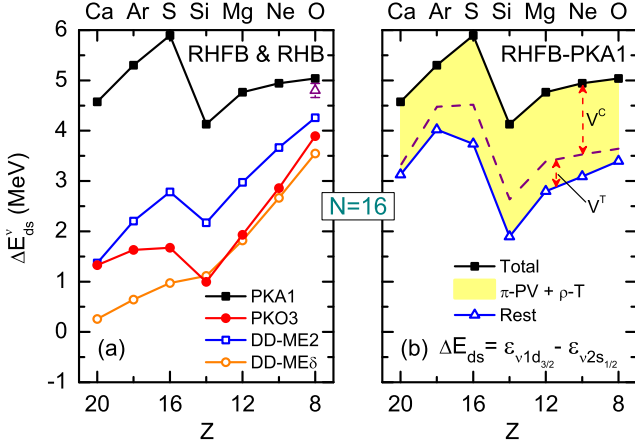 Ca Ar S Si Mg Ne O
Ca Ar S Si Mg Ne O
6
5
4
3
2
1
0
-1
ΔE^ν_ds (MeV)
RHFB & RHB
PKA1
PKO3
DD-ME2
DD-MEδ
(a)
20 16 12 8
Z
N=16
RHFB-PKA1
V^C
V^T
Total
π-PV + ρ-T
Rest
(b) ΔE_ds = ε_ν1d_3/2 - ε_ν2s_1/2
20 16 12 8
Z